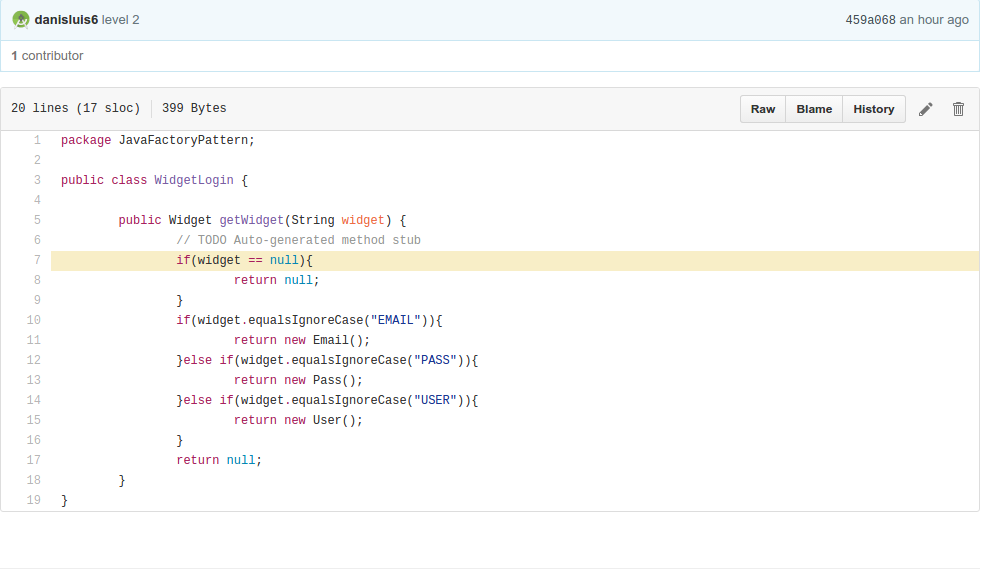 danisluis6 level 2 459a068 an hour ago
1 contributor
20 lines (17 sloc) 399 Bytes Raw Blame History
1 package JavaFactoryPattern;
2
3 public class WidgetLogin {
4
5 public Widget getWidget(String widget) {
6 // TODO Auto-generated method stub
7 if(widget == null){
8 return null;
9 }
10 if(widget.equalsIgnoreCase("EMAIL")){
11 return new Email();
12 }else if(widget.equalsIgnoreCase("PASS")){
13 return new Pass();
14 }else if(widget.equalsIgnoreCase("USER")){
15 return new User();
16 }
17 return null;
18 }
19 }